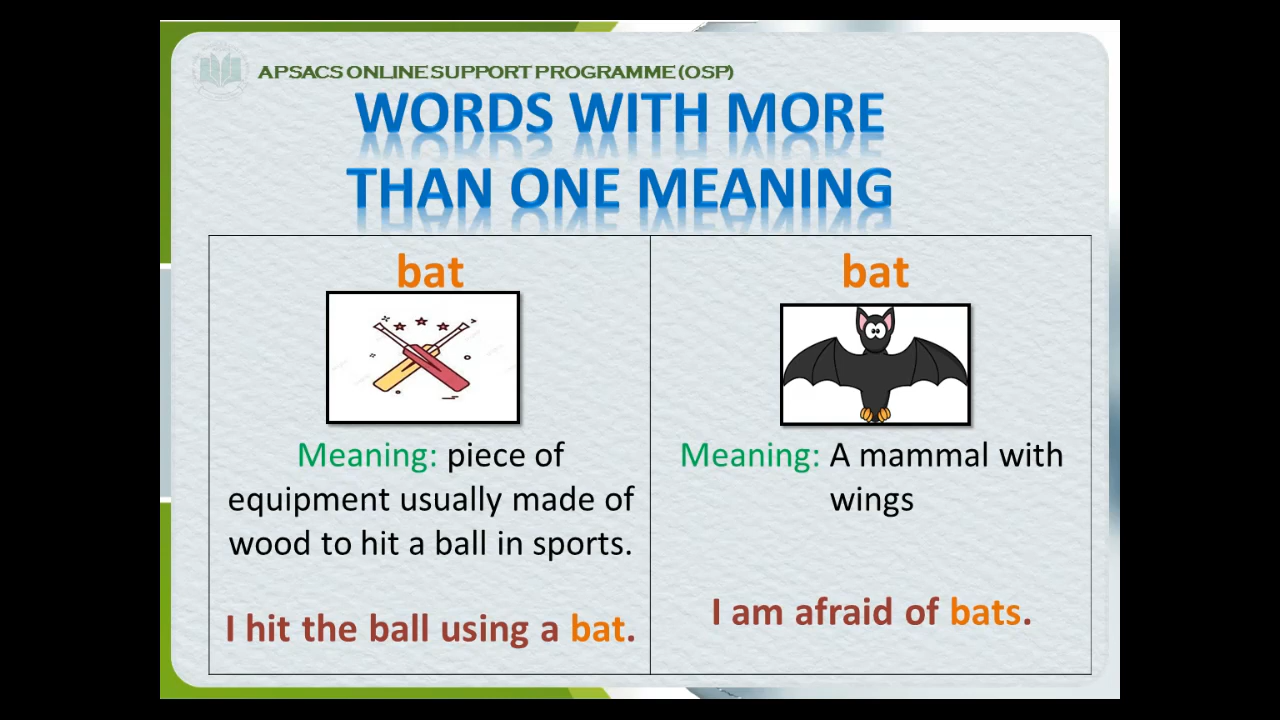 APSACS ONLINE SUPPORT PROGRAMME (OSP)
WORDS WITH MORE
THAN ONE MEANING
bat
Meaning: piece of
equipment usually made of
wood to hit a ball in sports.
I hit the ball using a bat.
bat
Meaning: A mammal with
wings
I am afraid of bats.